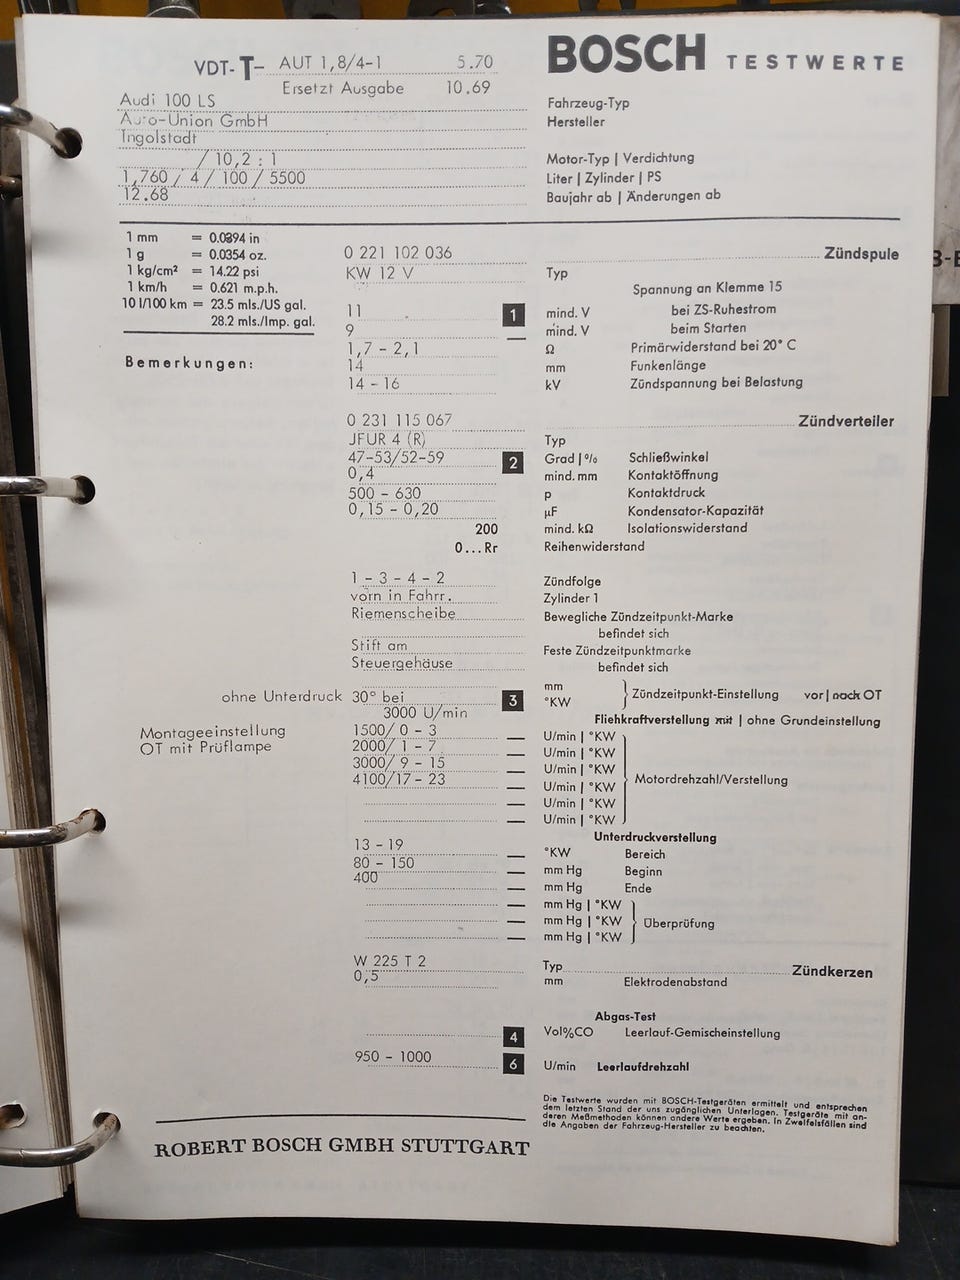 VDT-T- AUT 1,8/4-1 5.70 BOSCH TESTWERTE
Ersetzt Ausgabe 10.69
Audi 100 LS Fahrzeug-Typ
Auto-Union GmbH Hersteller
Ingolstadt
/ 10,2 : 1 Motor-Typ | Verdichtung
1,760 / 4 / 100 / 5500 Liter | Zylinder | PS
12.68 Baujahr ab | Änderungen ab
1 mm = 0.0394 in
1 g = 0.0354 oz.
1 kg/cm² = 14.22 psi
1 km/h = 0.621 m.p.h.
10 l/100 km = 23.5 mls./US gal.
28.2 mls./Imp. gal.
Bemerkungen:
0 221 102 036 Zündspule
KW 12 V Typ
Spannung an Klemme 15
11 1 mind. V bei ZS-Ruhestrom
9 mind. V beim Starten
1,7 - 2,1 Ω Primärwiderstand bei 20° C
14 mm Funkenlänge
14 - 16 kV Zündspannung bei Belastung
0 231 115 067 Zündverteiler
JFUR 4 (R) Typ
47-53/52-59 2 Grad | % Schließwinkel
0,4 mind. mm Kontaktöffnung
500 - 630 p Kontaktdruck
0,15 - 0,20 µF Kondensator-Kapazität
200 mind. kΩ Isolationswiderstand
0...Rr Reihenwiderstand
1 - 3 - 4 - 2 Zündfolge
vorn in Fahrr. Zylinder 1
Riemenscheibe Bewegliche Zündzeitpunkt-Marke
befindet sich
Stift am Feste Zündzeitpunktmarke
Steuergehäuse befindet sich
ohne Unterdruck 30° bei 3 mm °KW Zündzeitpunkt-Einstellung vor | nach OT
3000 U/min Fliehkraftverstellung mit | ohne Grundeinstellung
Montageeinstellung
OT mit Prüflampe
1500/ 0 - 3 U/min | °KW
2000/ 1 - 7 U/min | °KW
3000/ 9 - 15 U/min | °KW
4100/17 - 23 U/min | °KW Motordrehzahl/Verstellung
U/min | °KW
U/min | °KW
Unterdruckverstellung
13 - 19 °KW Bereich
80 - 150 mm Hg Beginn
400 mm Hg Ende
mm Hg | °KW
mm Hg | °KW Überprüfung
mm Hg | °KW
W 225 T 2 Typ Zündkerzen
0,5 mm Elektrodenabstand
Abgas-Test
4 Vol%CO Leerlauf-Gemischeinstellung
950 - 1000 6 U/min Leerlaufdrehzahl
Die Testwerte wurden mit BOSCH-Testgeräten ermittelt und entsprechen
dem letzten Stand der uns zugänglichen Unterlagen. Testgeräte mit an-
deren Meßmethoden können andere Werte ergeben. In Zweifelsfällen sind
die Angaben der Fahrzeug-Hersteller zu beachten.
ROBERT BOSCH GMBH STUTTGART